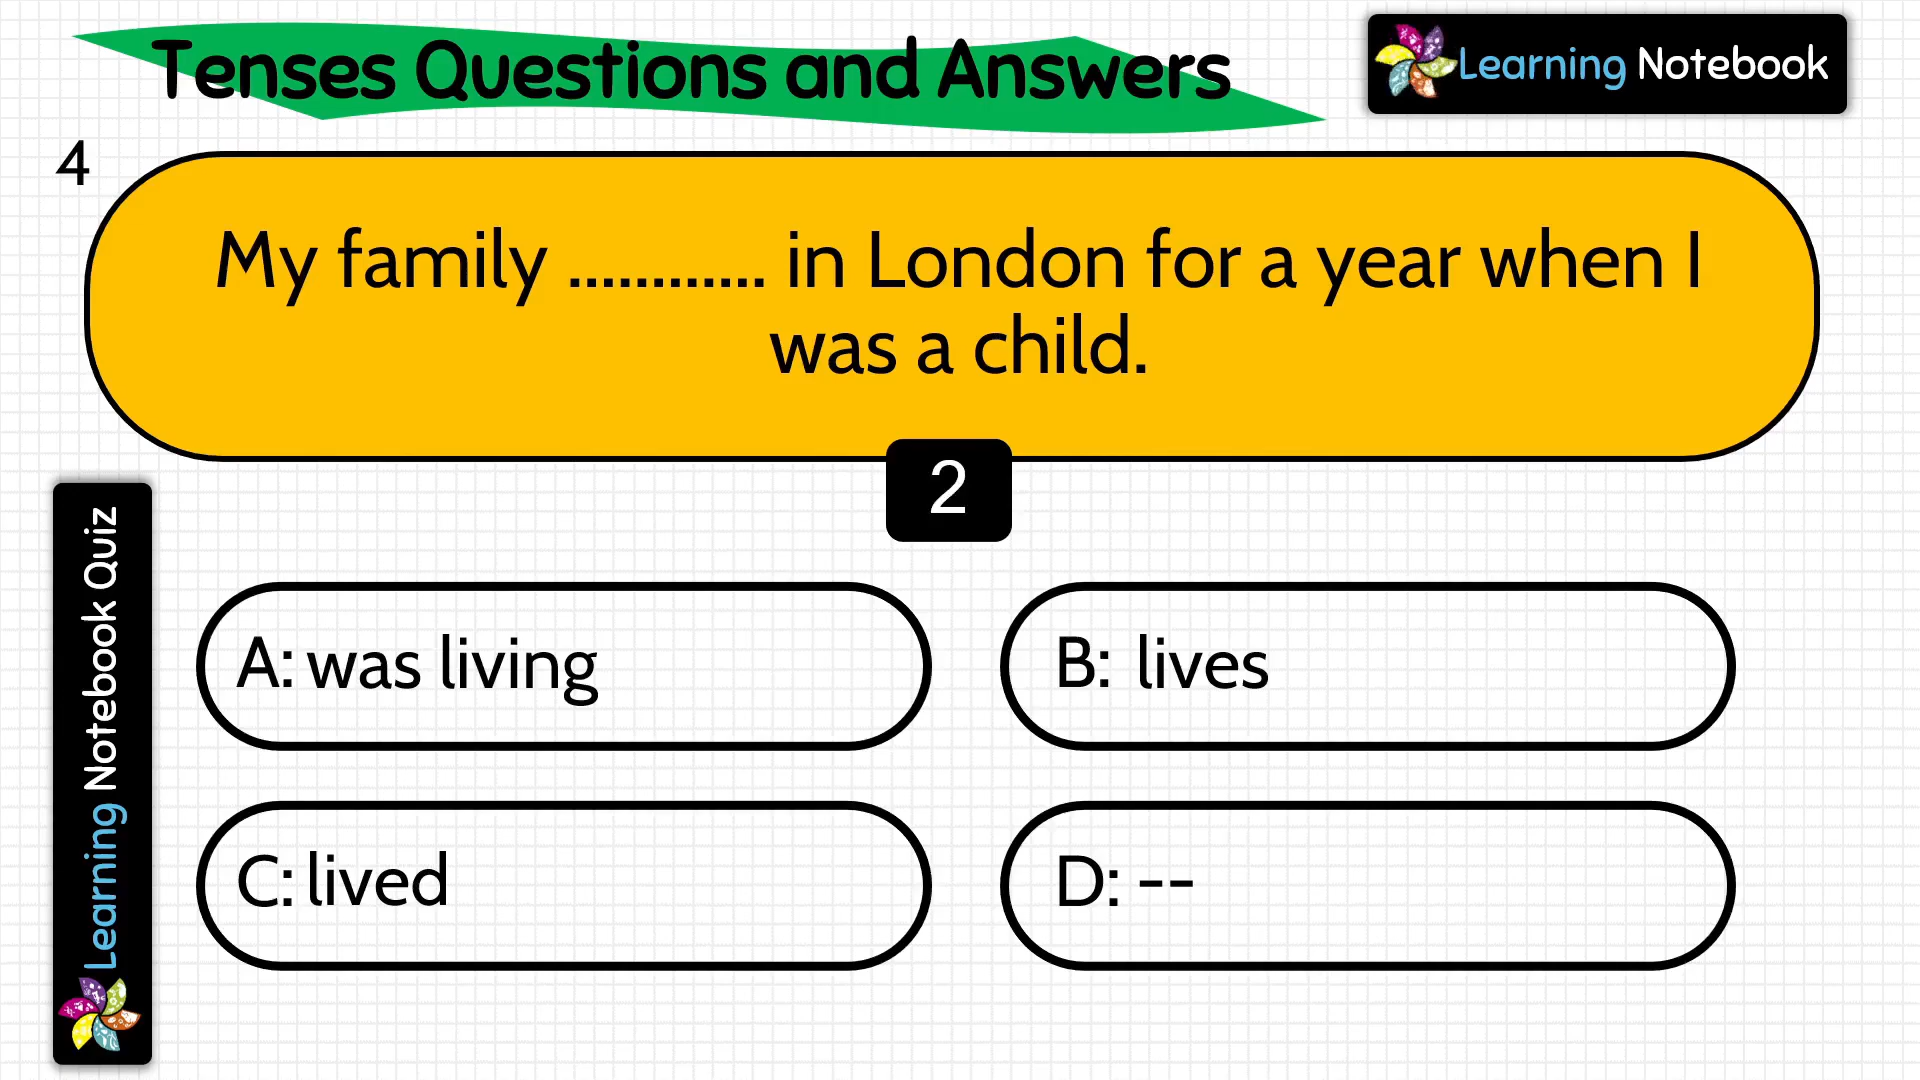 Tenses Questions and Answers
Learning Notebook
4
My family ............ in London for a year when I
was a child.
2
A: was living
B: lives
C: lived
D: --
Learning Notebook Quiz